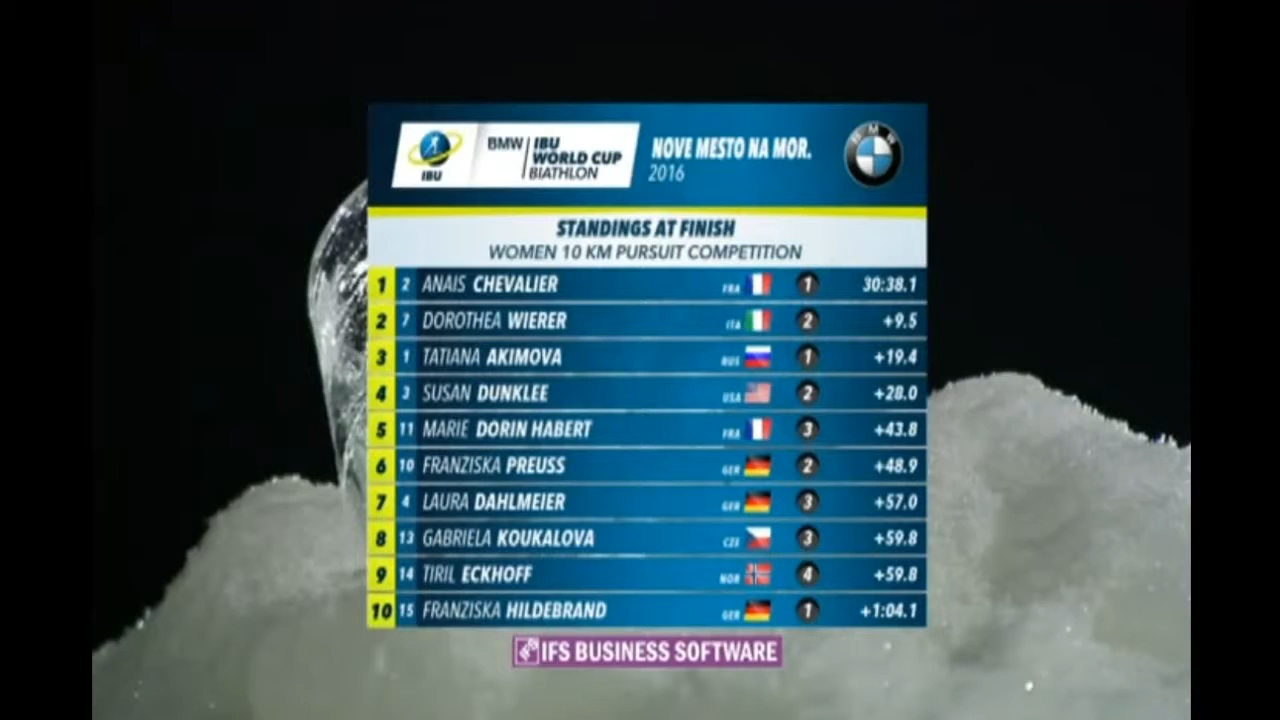 IBU
BMW IBU WORLD CUP BIATHLON
NOVE MESTO NA MOR.
2016
BMW
STANDINGS AT FINISH
WOMEN 10 KM PURSUIT COMPETITION
1 2 ANAIS CHEVALIER FRA 1 30:38.1
2 7 DOROTHEA WIERER ITA 2 +9.5
3 1 TATIANA AKIMOVA RUS 1 +19.4
4 3 SUSAN DUNKLEE USA 2 +28.0
5 11 MARIE DORIN HABERT FRA 3 +43.8
6 10 FRANZISKA PREUSS GER 2 +48.9
7 4 LAURA DAHLMEIER GER 3 +57.0
8 13 GABRIELA KOUKALOVA CZE 3 +59.8
9 14 TIRIL ECKHOFF NOR 4 +59.8
10 15 FRANZISKA HILDEBRAND GER 1 +1:04.1
IFS BUSINESS SOFTWARE